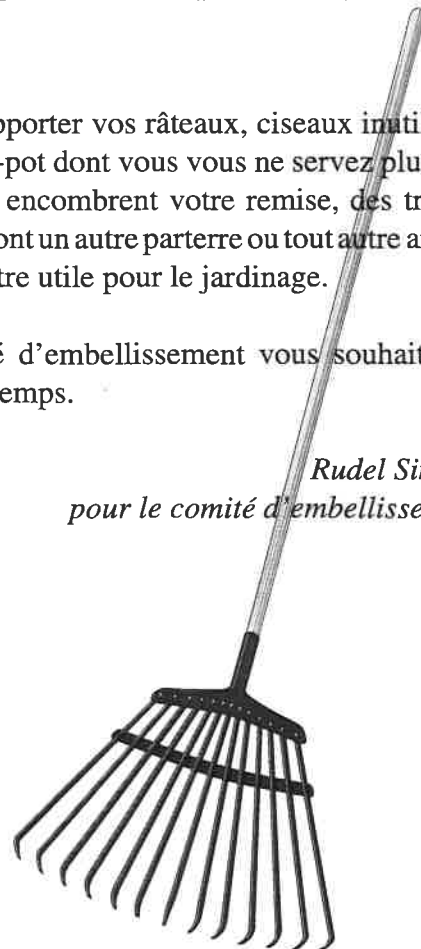 pporter vos râteaux, ciseaux inutil
-pot dont vous vous ne servez plu
encombrent votre remise, des tr
ont un autre parterre ou tout autre a
tre utile pour le jardinage.
é d'embellissement vous souhait
emps.
Rudel Si
pour le comité d'embellisse